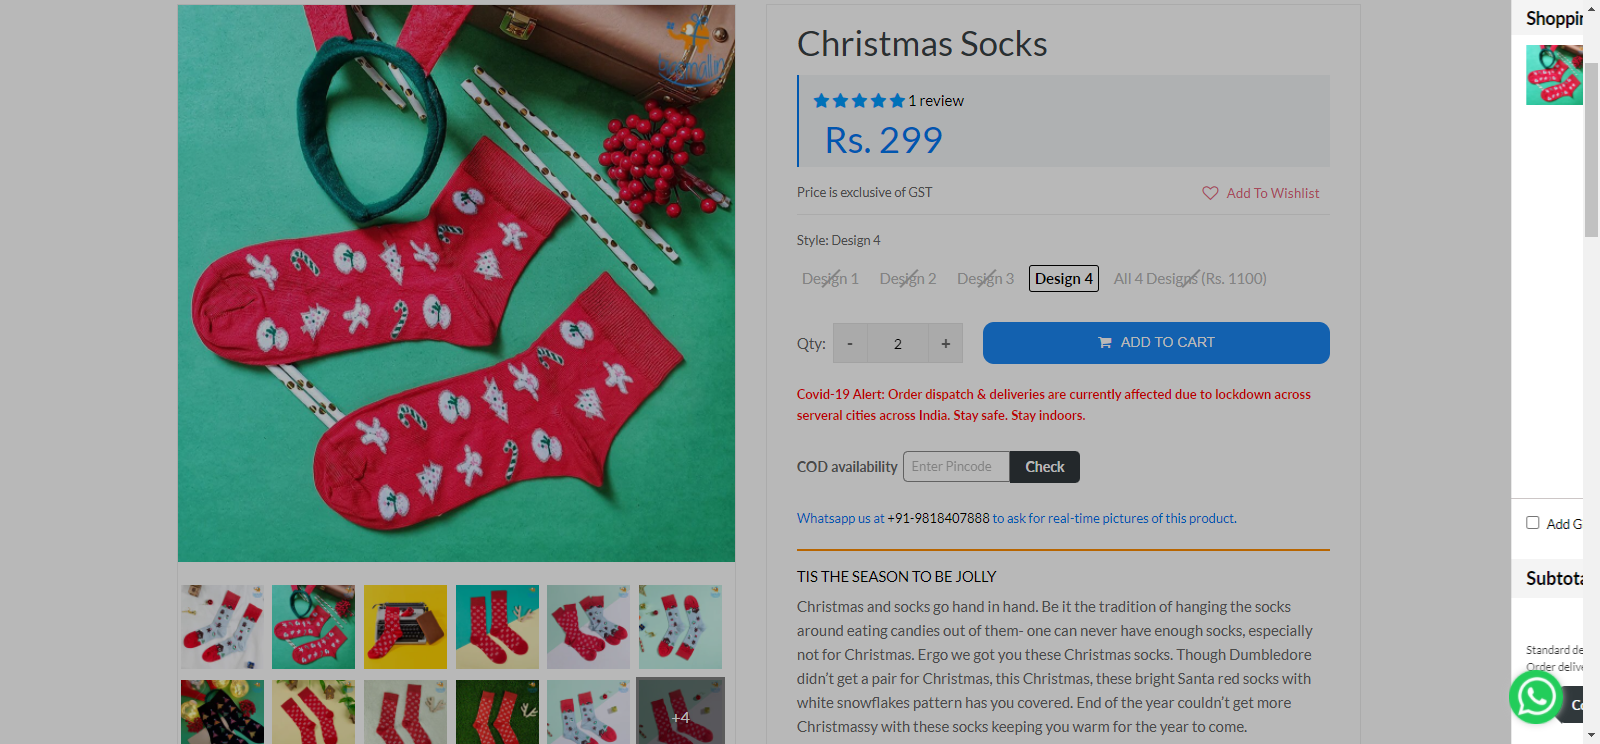 Christmas Socks
1 review
Rs. 299
Price is exclusive of GST
Add To Wishlist
Style: Design 4
Design 1 Design 2 Design 3 Design 4 All 4 Designs (Rs. 1100)
Qty: - 2 + ADD TO CART
Covid-19 Alert: Order dispatch & deliveries are currently affected due to lockdown across
serveral cities across India. Stay safe. Stay indoors.
COD availability Enter Pincode Check
Whatsapp us at +91-9818407888 to ask for real-time pictures of this product.
TIS THE SEASON TO BE JOLLY
Christmas and socks go hand in hand. Be it the tradition of hanging the socks
around eating candies out of them- one can never have enough socks, especially
not for Christmas. Ergo we got you these Christmas socks. Though Dumbledore
didn’t get a pair for Christmas, this Christmas, these bright Santa red socks with
white snowflakes pattern has you covered. End of the year couldn’t get more
Christmassy with these socks keeping you warm for the year to come.
+4
Shoppin
Add G
Subtota
Standard de
Order delive